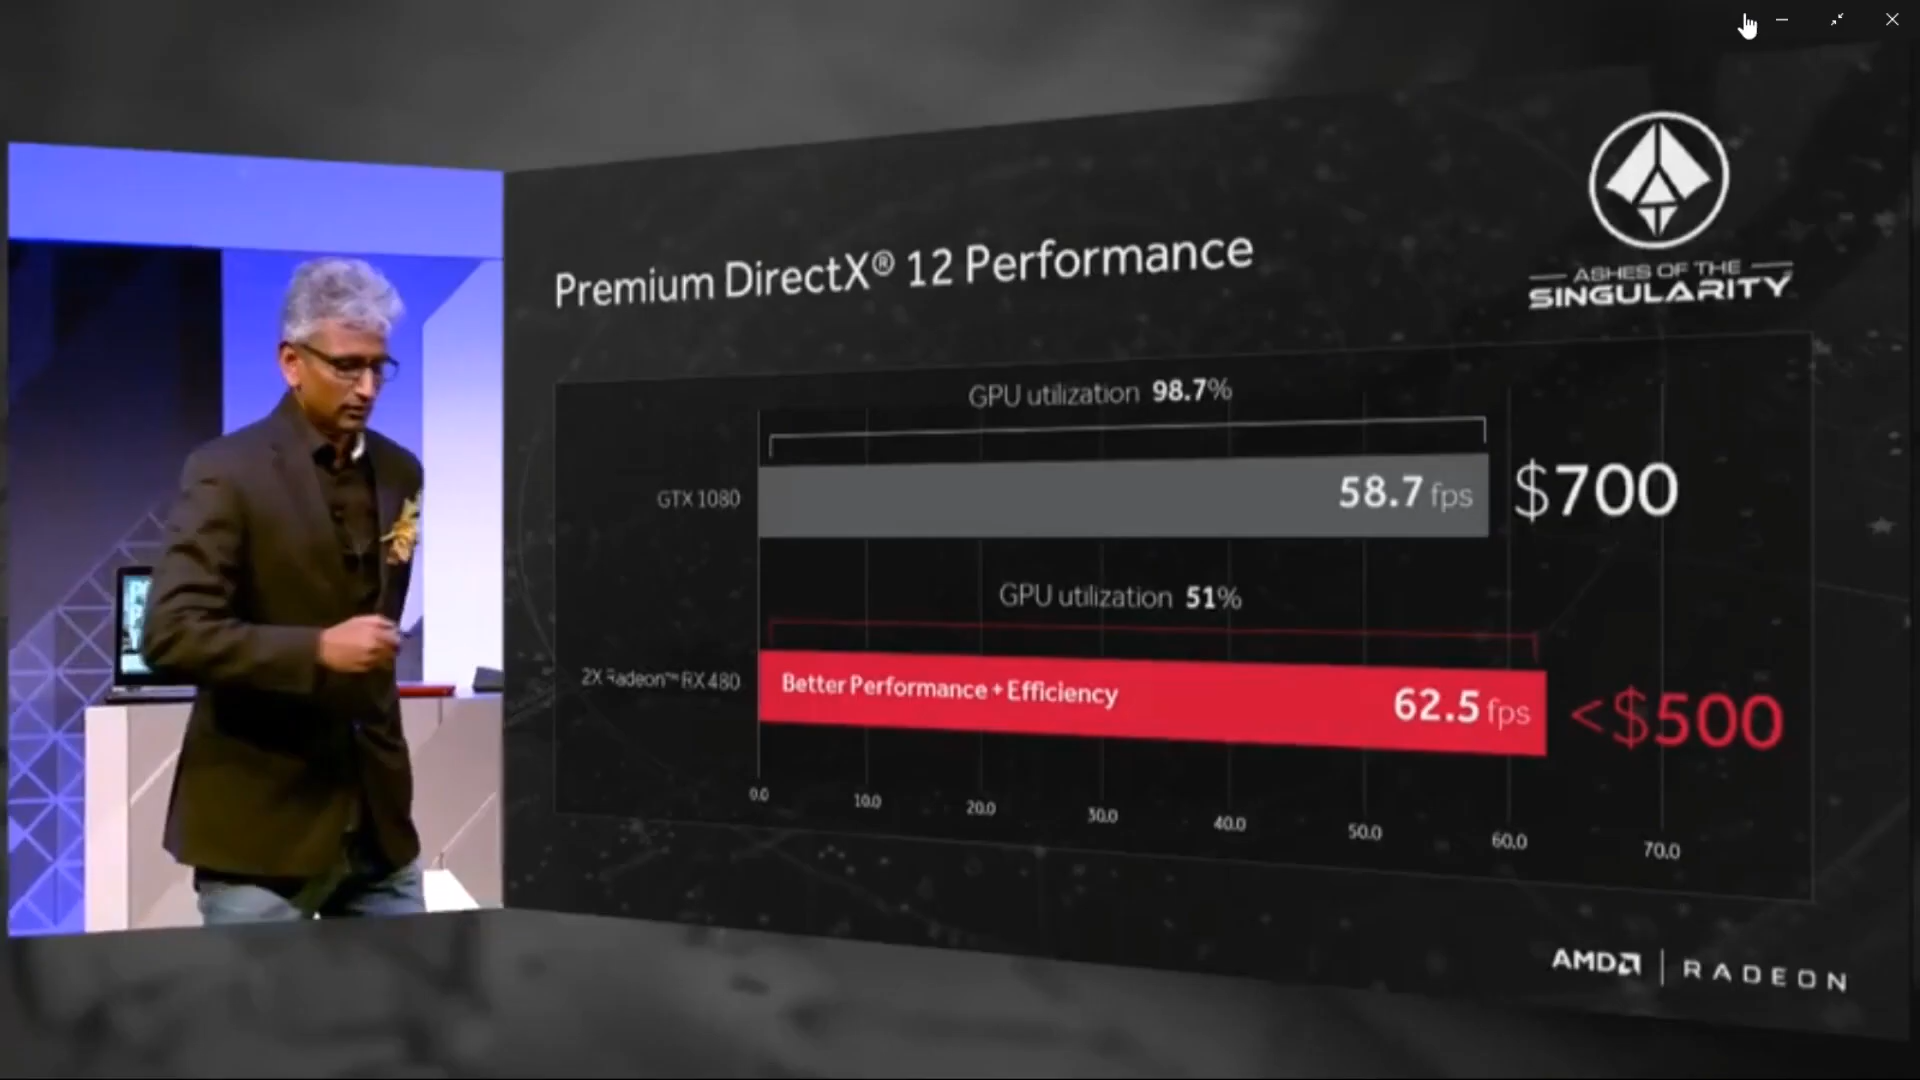 Premium DirectX® 12 Performance
ASHES OF THE
SINGULARITY
GPU utilization 98.7%
GTX 1080
58.7 fps
$700
GPU utilization 51%
2X Radeon™ RX 480
Better Performance + Efficiency
62.5 fps
<$500
0.0 10.0 20.0 30.0 40.0 50.0 60.0 70.0
AMD RADEON